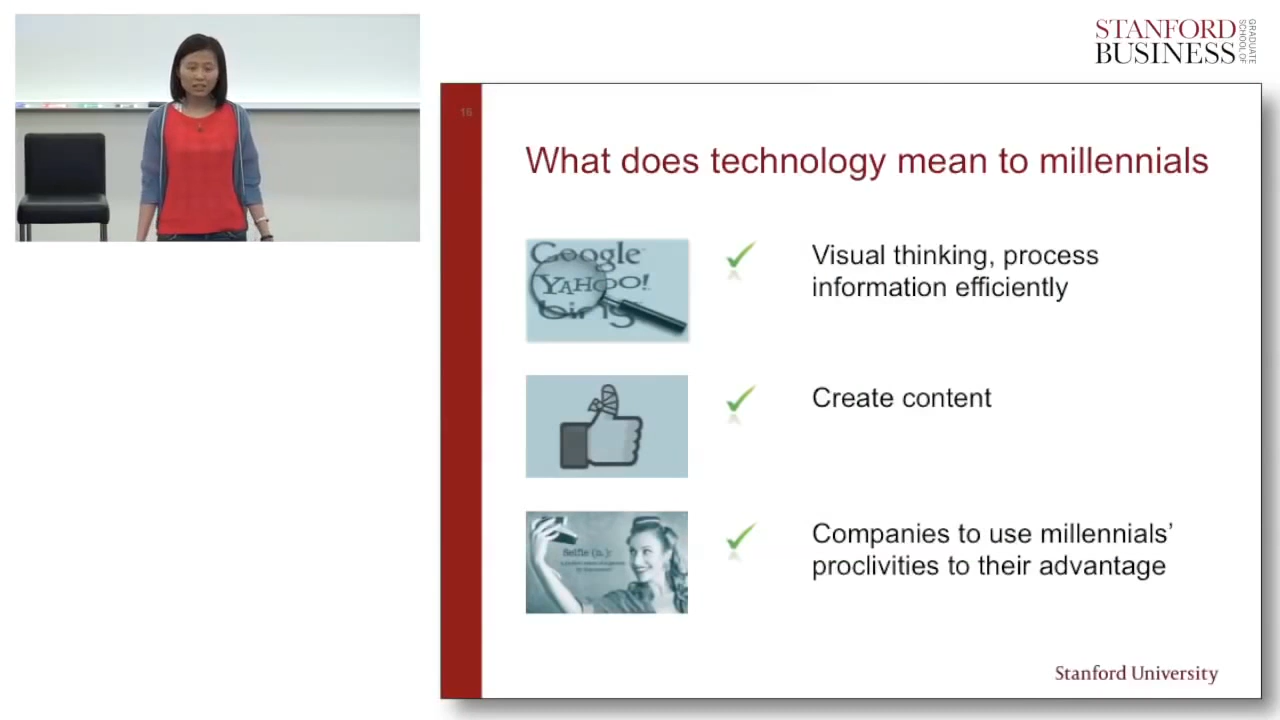 STANFORD
BUSINESS
GRADUATE
SCHOOL OF
16
What does technology mean to millennials
Google
YAHOO!
bing
Visual thinking, process
information efficiently
Create content
Selfie (n.):
Companies to use millennials’
proclivities to their advantage
Stanford University